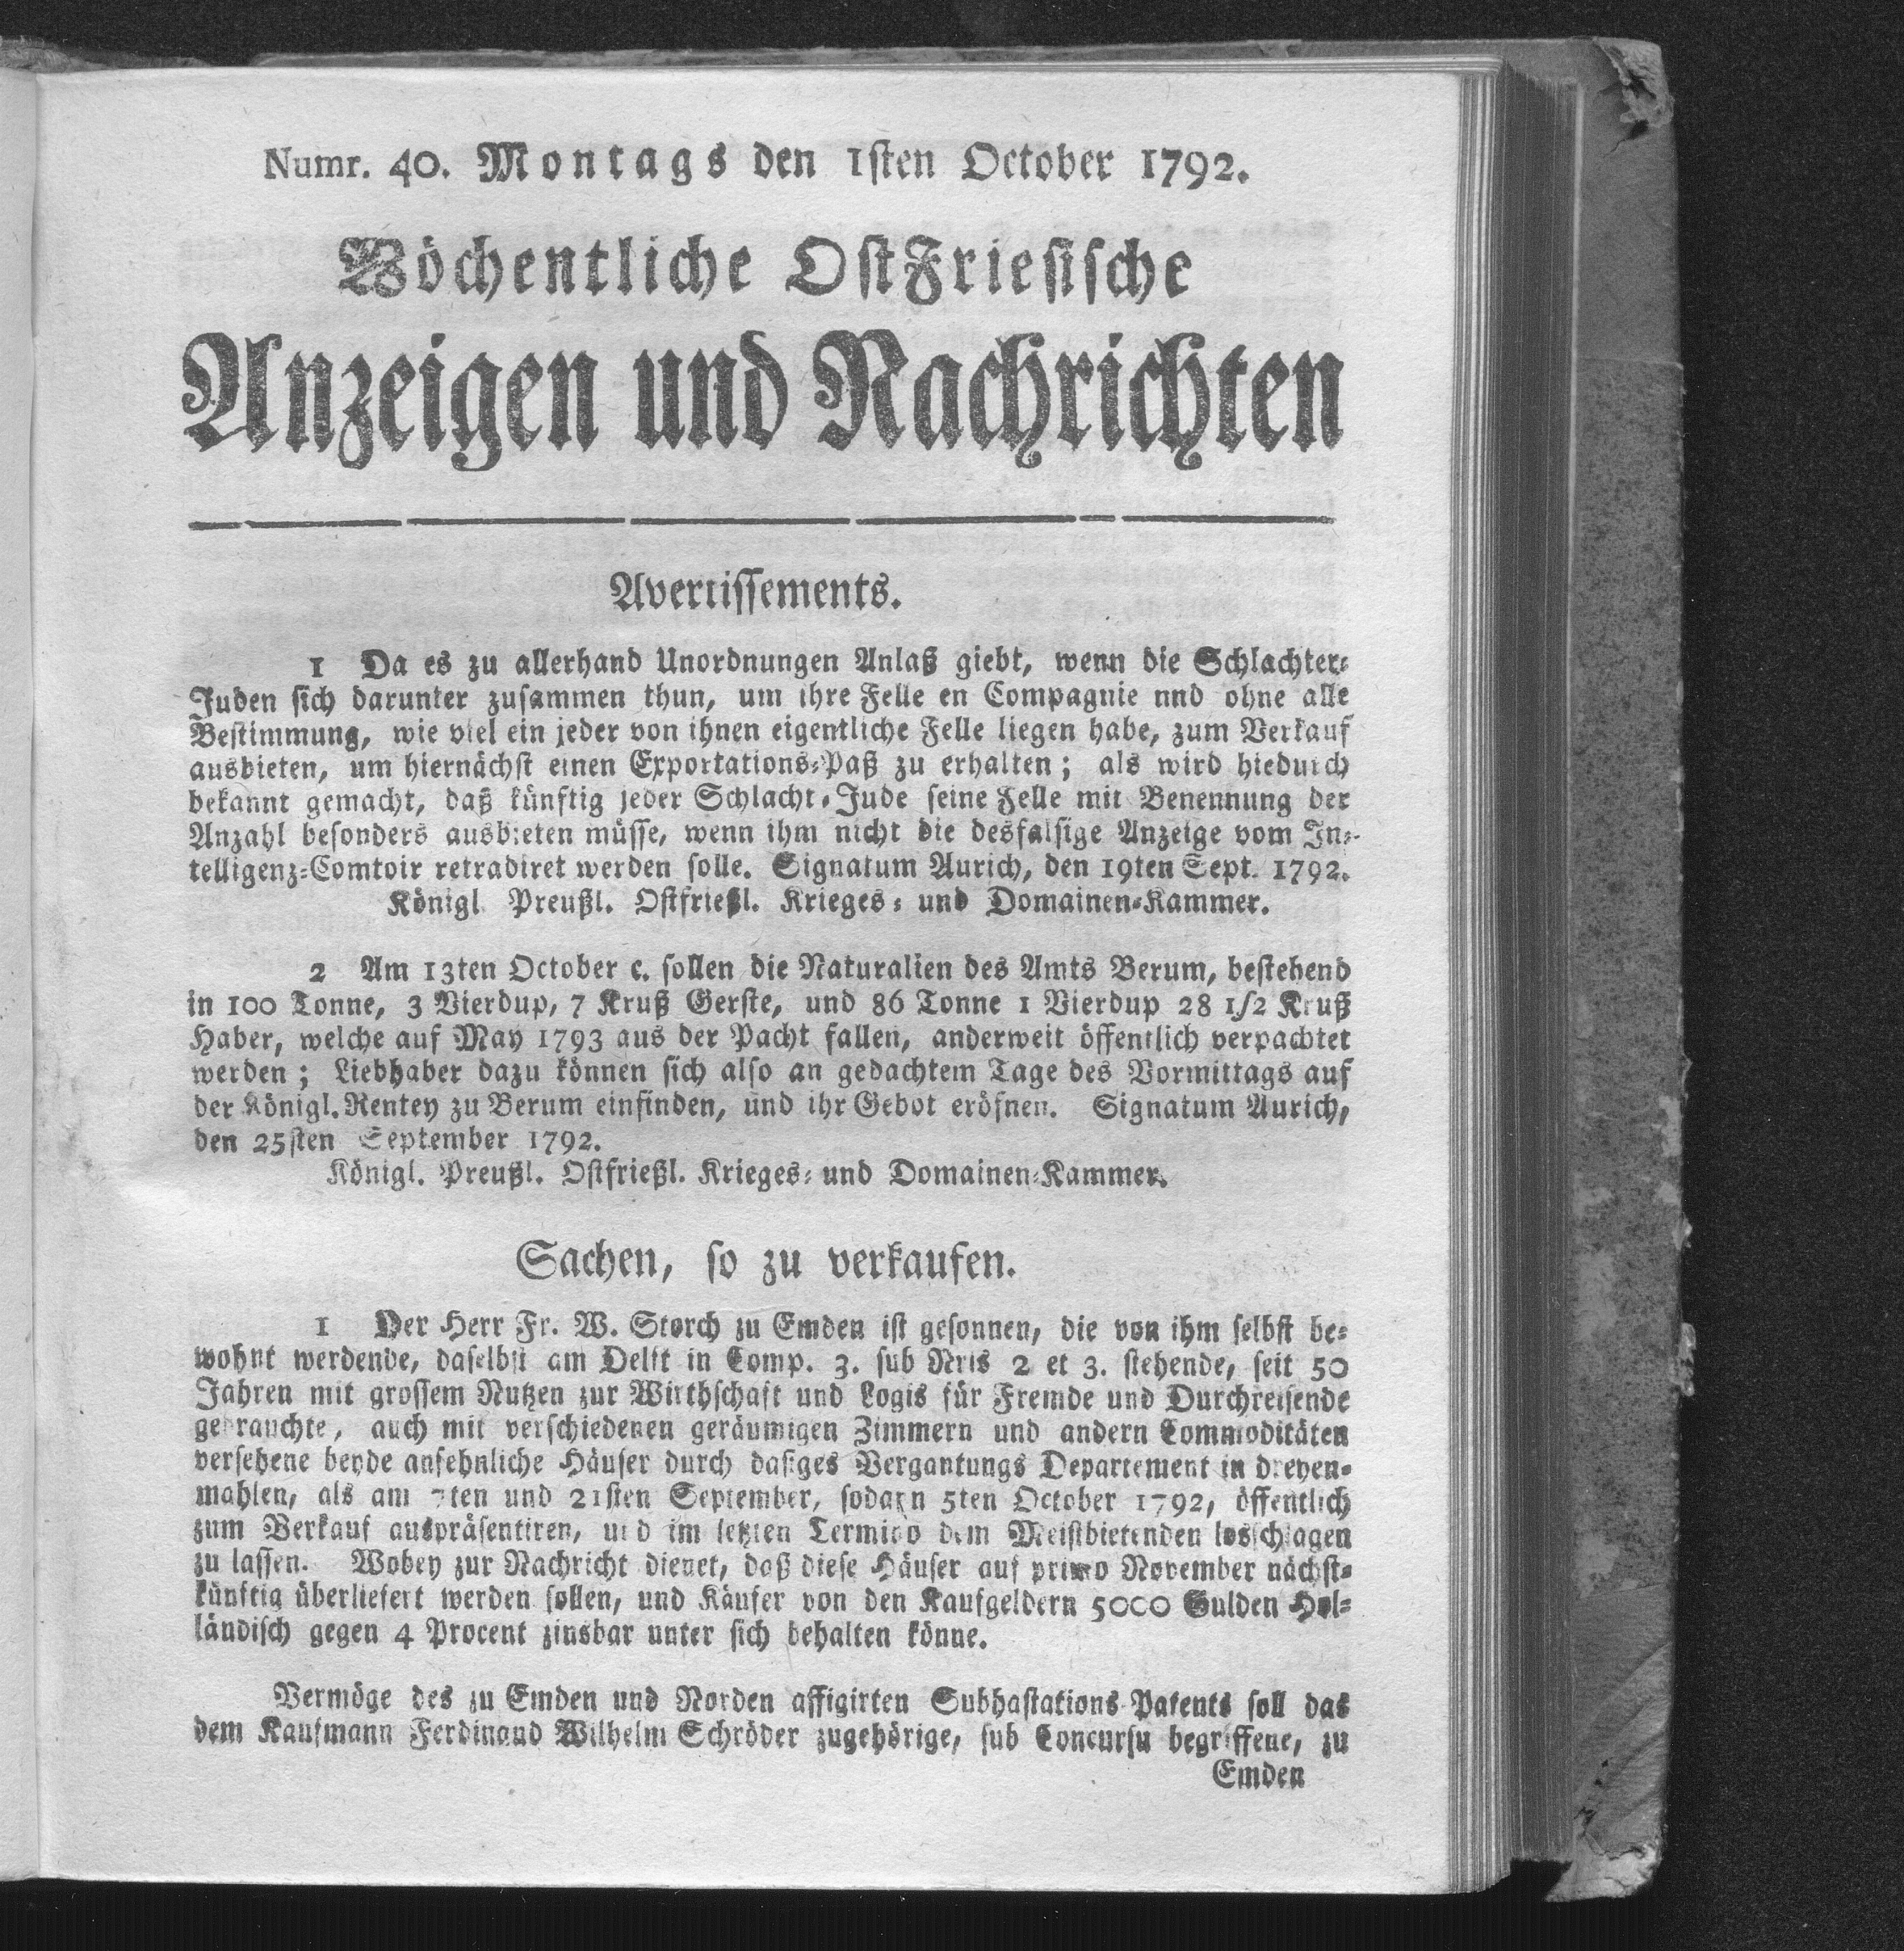 Numr. 40. Montags den 1sten October 1792.
Wöchentliche OstFriesische
Anzeigen und Nachrichten
Avertissements.
1 Da es zu allerhand Unordnungen Anlaß giebt, wenn die Schlachter-
Juden sich darunter zusammen thun, um ihre Felle en Compagnie nnd ohne alle
Bestimmung, wie viel ein jeder von ihnen eigentliche Felle liegen habe, zum Verkauf
ausbieten, um hiernächst einen Exportations-Paß zu erhalten; als wird hiedurch
bekannt gemacht, daß künftig jeder Schlacht-Jude seine Felle mit Benennung der
Anzahl besonders ausbieten müsse, wenn ihm nicht die desfalsige Anzeige vom In-
telligenz-Comtoir retradiret werden solle. Signatum Aurich, den 19ten Sept. 1792.
Königl. Preußl. Ostfrießl. Krieges- und Domainen-Kammer.
2 Am 13ten October c. sollen die Naturalien des Amts Berum, bestehend
in 100 Tonne, 3 Vierdup, 7 Kruß Gerste, und 86 Tonne 1 Vierdup 28 1/2 Kruß
Haber, welche auf May 1793 aus der Pacht fallen, anderweit öffentlich verpachtet
werden; Liebhaber dazu können sich also an gedachtem Tage des Vormittags auf
der Königl. Rentey zu Berum einfinden, und ihr Gebot eröfnen. Signatum Aurich,
den 25sten September 1792.
Königl. Preußl. Ostfrießl. Krieges- und Domainen-Kammer.
Sachen, so zu verkaufen.
1 Der Herr Fr. W. Storch zu Emden ist gesonnen, die von ihm selbst be-
wohnt werdende, daselbst am Delft in Comp. 3. sub Nris 2 et 3. stehende, seit 50
Jahren mit grossem Nutzen zur Wirthschaft und Logis für Fremde und Durchreisende
gebrauchte, auch mit verschiedenen geräumigen Zimmern und andern Commoditäten
versehene beyde ansehnliche Häuser durch dasiges Vergantungs Departement in dreyen-
mahlen, als am 7ten und 21sten September, sodann 5ten October 1792, öffentlich
zum Verkauf auspräsentiren, und im letzten Termino dem Meistbietenden losschlagen
zu lassen. Wobey zur Nachricht dienet, daß diese Häuser auf primo November nächst-
künftig überliefert werden sollen, und Käufer von den Kaufgeldern 5000 Gulden Hol-
ländisch gegen 4 Procent zinsbar unter sich behalten könne.
Vermöge des zu Emden und Norden affigirten Subhastations-Patents soll das
dem Kaufmann Ferdinand Wilhelm Schröder zugehörige, sub Concursu begriffene, zu
Emden